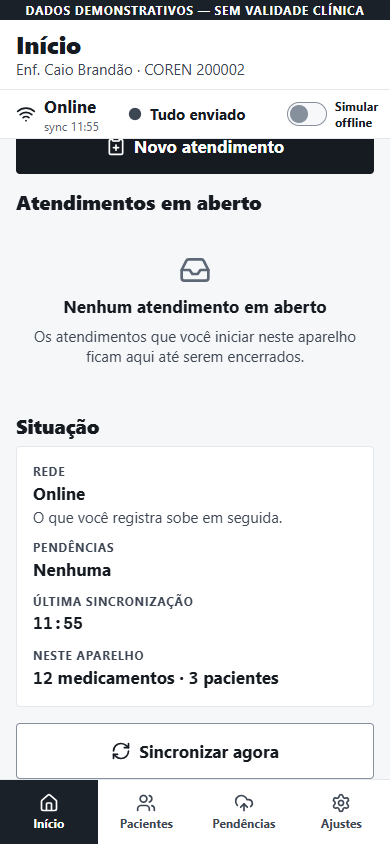 DADOS DEMONSTRATIVOS — SEM VALIDADE CLÍNICA
Início
Enf. Caio Brandão · COREN 200002
Online
sync 11:55
Tudo enviado
Simular
offline
Novo atendimento
Atendimentos em aberto
Nenhum atendimento em aberto
Os atendimentos que você iniciar neste aparelho
ficam aqui até serem encerrados.
Situação
REDE
Online
O que você registra sobe em seguida.
PENDÊNCIAS
Nenhuma
ÚLTIMA SINCRONIZAÇÃO
11:55
NESTE APARELHO
12 medicamentos · 3 pacientes
Sincronizar agora
Início
Pacientes
Pendências
Ajustes